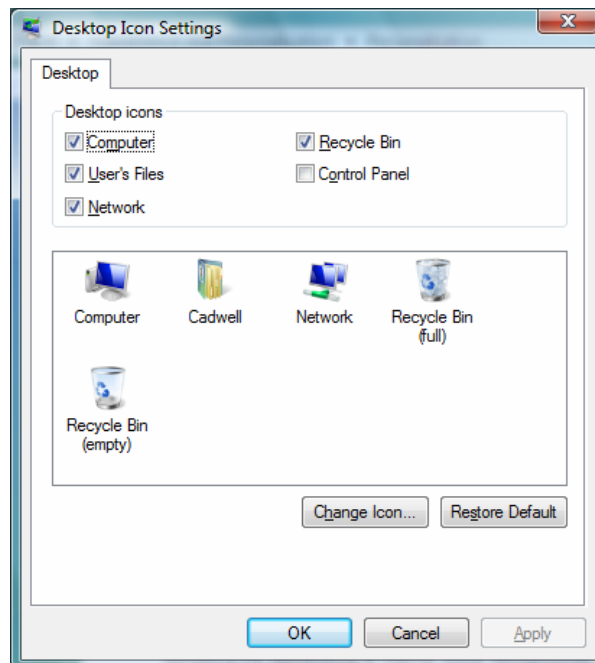 Desktop Icon Settings
Desktop
Desktop icons
Computer
Recycle Bin
User's Files
Control Panel
Network
Computer
Cadwell
Network
Recycle Bin
(full)
Recycle Bin
(empty)
Change Icon...
Restore Default
OK
Cancel
Apply